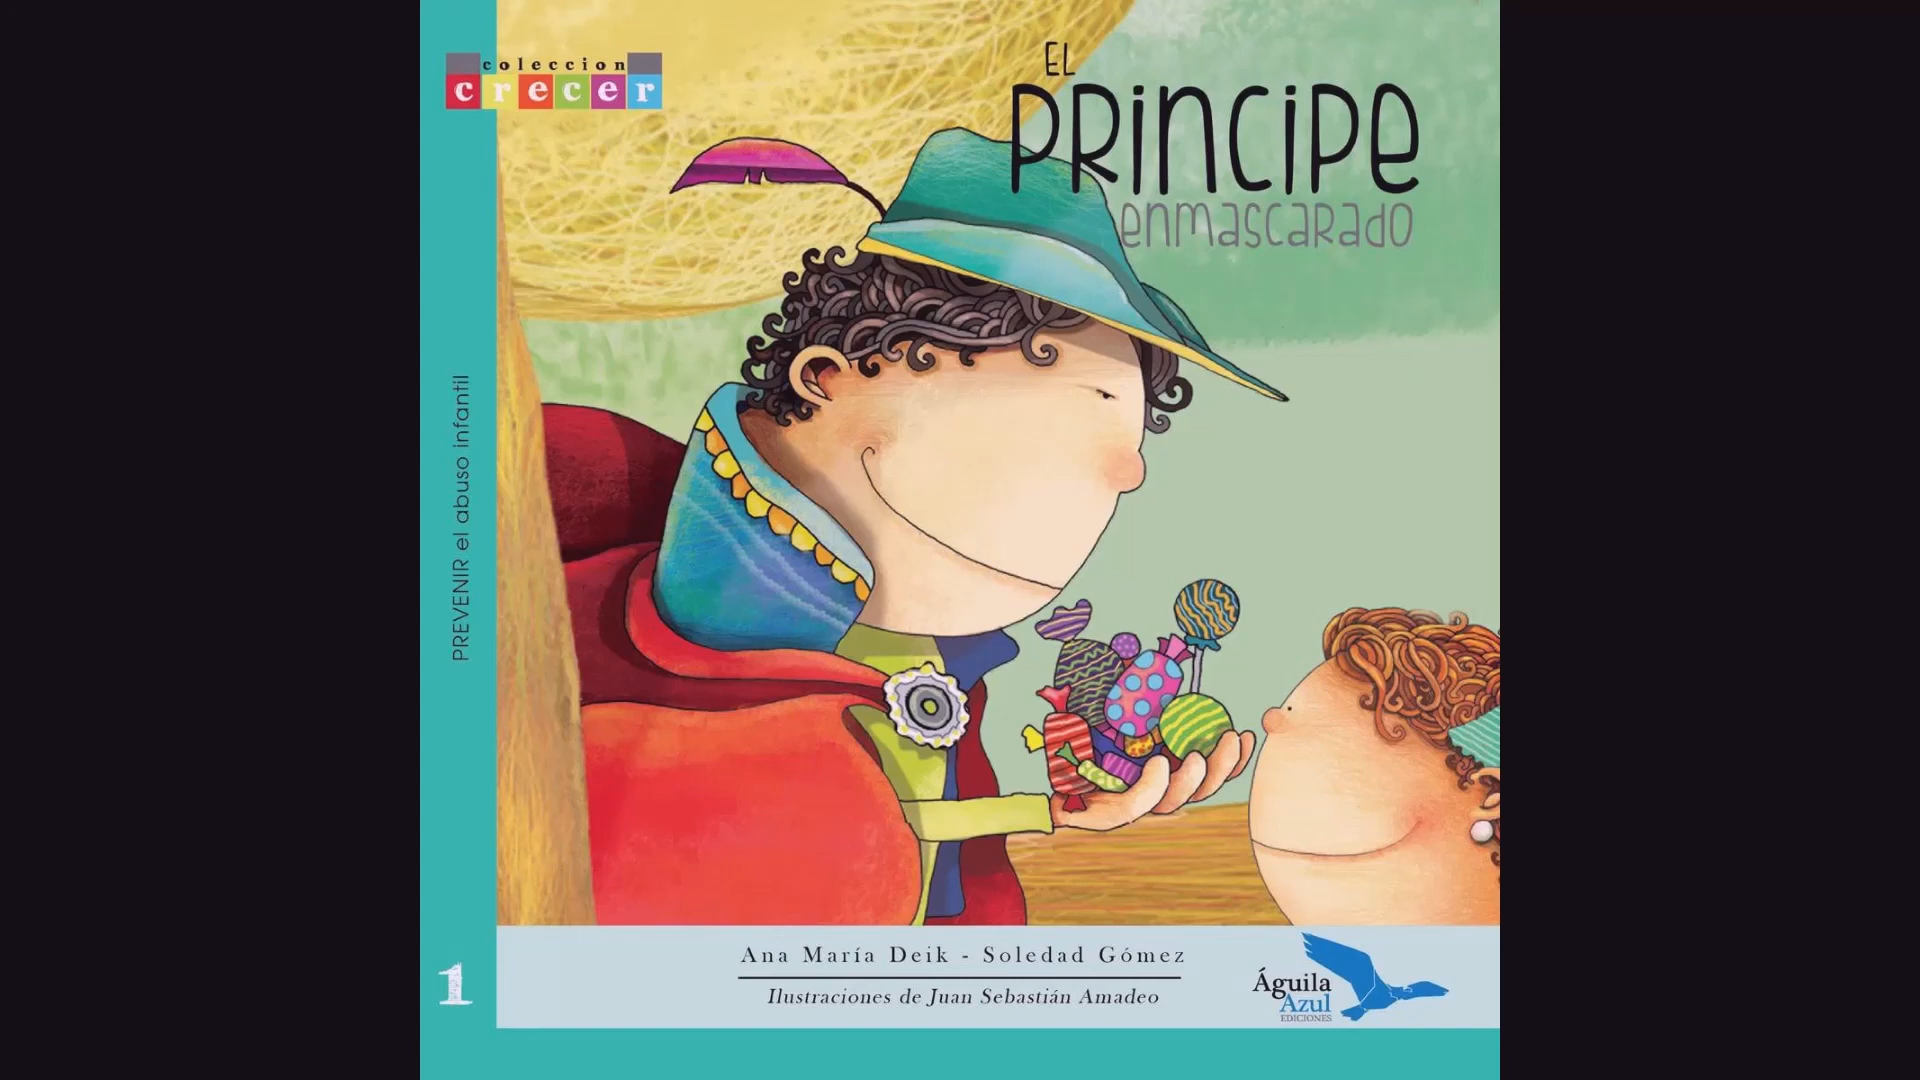 coleccion
crecer
EL
PRINCIPE
enmascarado
PREVENIR el abuso infantil
1
Ana María Deik - Soledad Gómez
Ilustraciones de Juan Sebastián Amadeo
Águila
Azul
EDICIONES